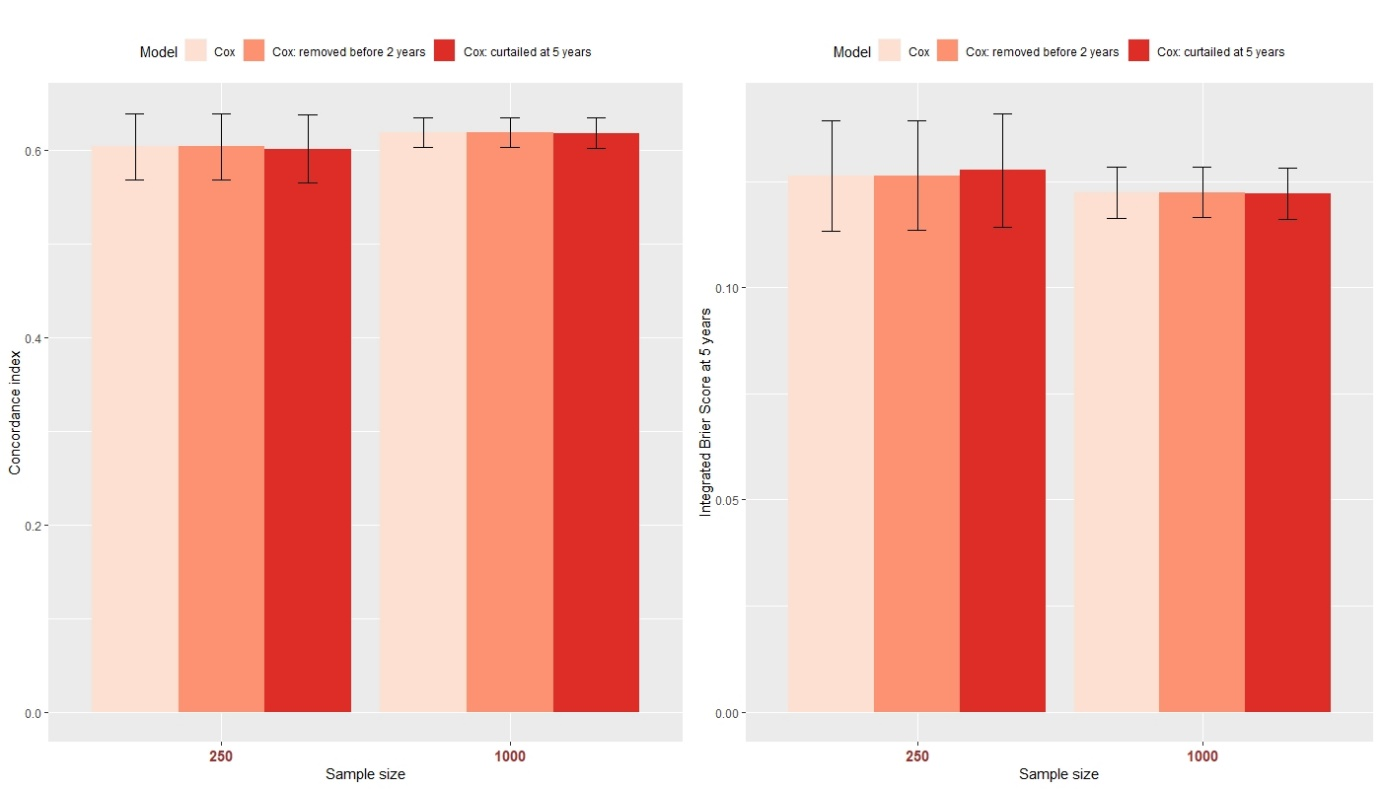 Model Cox Cox: removed before 2 years Cox: curtailed at 5 years
Concordance index
0.6
0.4
0.2
0.0
250 1000
Sample size
Model Cox Cox: removed before 2 years Cox: curtailed at 5 years
Integrated Brier Score at 5 years
0.10
0.05
0.00
250 1000
Sample size